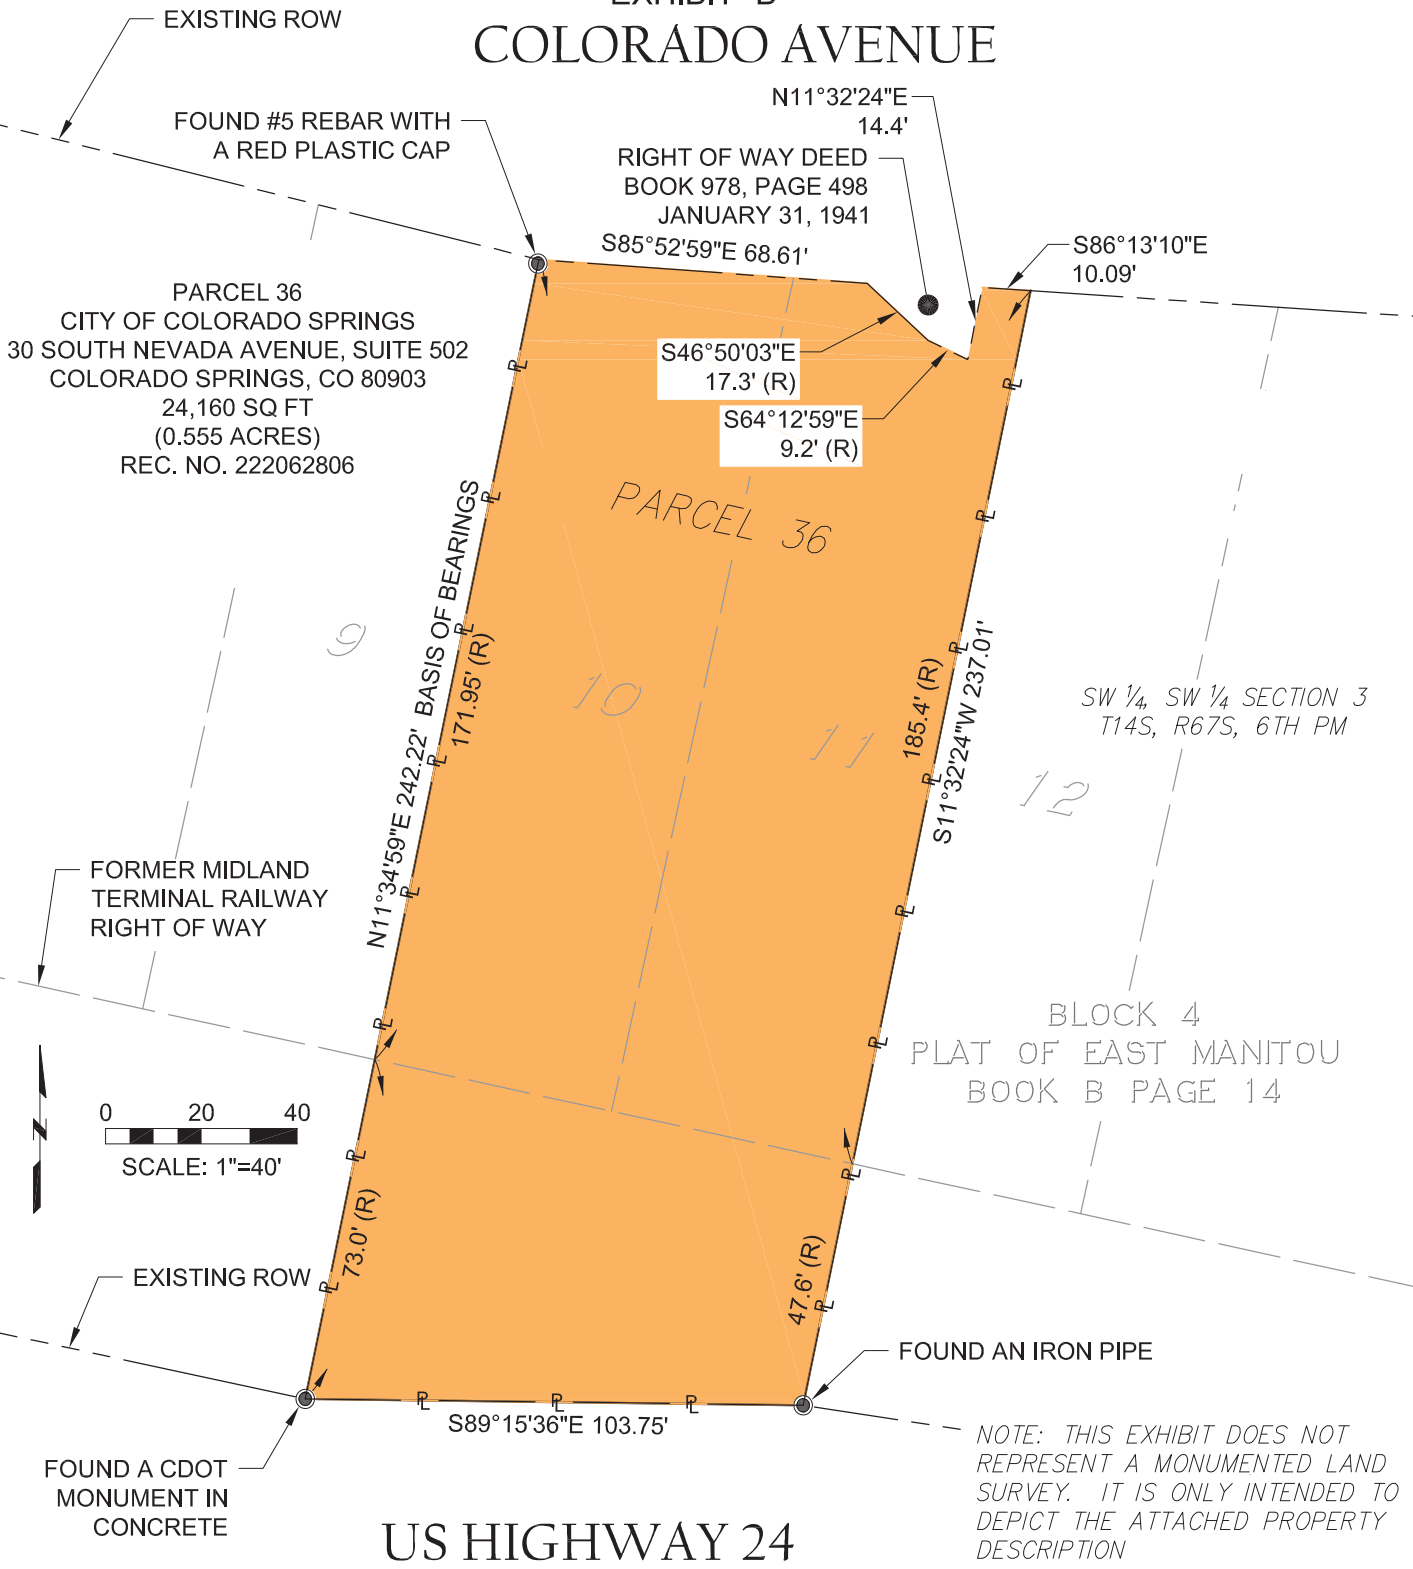 EXISTING ROW
COLORADO AVENUE
N11°32'24"E
14.4'
FOUND #5 REBAR WITH
A RED PLASTIC CAP
RIGHT OF WAY DEED
BOOK 978, PAGE 498
JANUARY 31, 1941
S85°52'59"E 68.61'
S86°13'10"E
10.09'
PARCEL 36
CITY OF COLORADO SPRINGS
30 SOUTH NEVADA AVENUE, SUITE 502
COLORADO SPRINGS, CO 80903
24,160 SQ FT
(0.555 ACRES)
REC. NO. 222062806
S46°50'03"E
17.3' (R)
S64°12'59"E
9.2' (R)
PARCEL 36
N11°34'59"E 242.22' BASIS OF BEARINGS
171.95' (R)
185.4' (R)
S11°32'24"W 237.01'
9
10
11
12
SW ¼, SW ¼ SECTION 3
T14S, R67S, 6TH PM
FORMER MIDLAND
TERMINAL RAILWAY
RIGHT OF WAY
BLOCK 4
PLAT OF EAST MANITOU
BOOK B PAGE 14
N
0 20 40
SCALE: 1"=40'
73.0' (R)
47.6' (R)
EXISTING ROW
FOUND AN IRON PIPE
S89°15'36"E 103.75'
FOUND A CDOT
MONUMENT IN
CONCRETE
NOTE: THIS EXHIBIT DOES NOT
REPRESENT A MONUMENTED LAND
SURVEY. IT IS ONLY INTENDED TO
DEPICT THE ATTACHED PROPERTY
DESCRIPTION
US HIGHWAY 24